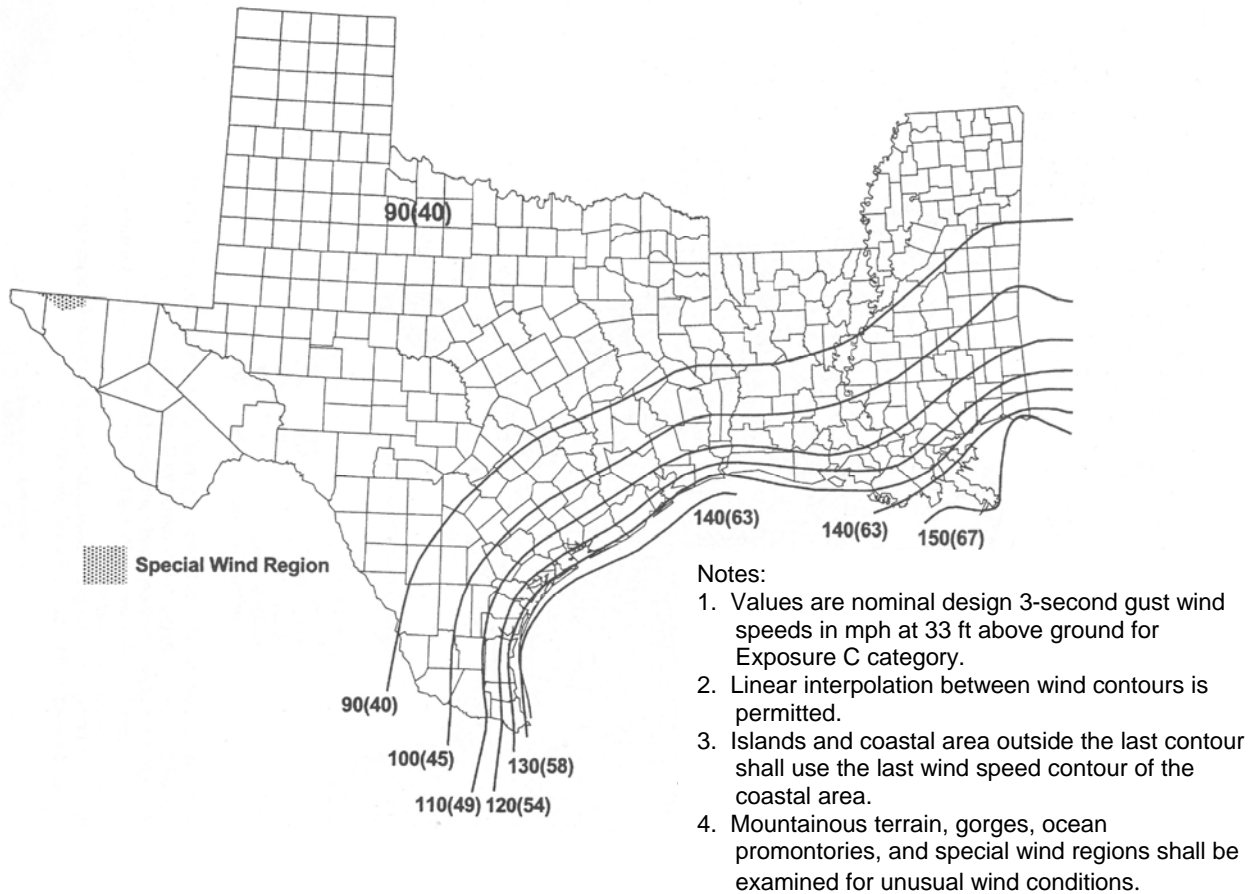 90(40)
140(63)
140(63)
150(67)
Special Wind Region
90(40)
100(45)
130(58)
110(49) 120(54)
Notes:
1. Values are nominal design 3-second gust wind
speeds in mph at 33 ft above ground for
Exposure C category.
2. Linear interpolation between wind contours is
permitted.
3. Islands and coastal area outside the last contour
shall use the last wind speed contour of the
coastal area.
4. Mountainous terrain, gorges, ocean
promontories, and special wind regions shall be
examined for unusual wind conditions.